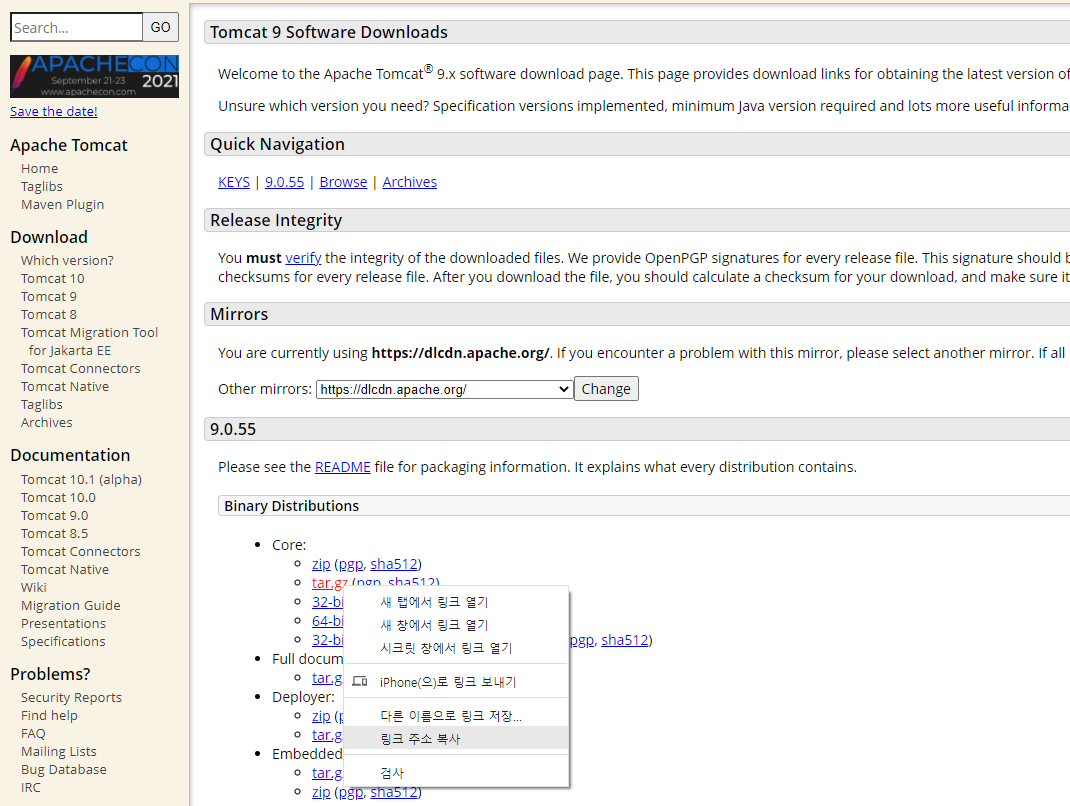 Search...
GO
APACHECON
September 21-23
2021
www.apachecon.com
Save the date!
Apache Tomcat
Home
Taglibs
Maven Plugin
Download
Which version?
Tomcat 10
Tomcat 9
Tomcat 8
Tomcat Migration Tool
for Jakarta EE
Tomcat Connectors
Tomcat Native
Taglibs
Archives
Documentation
Tomcat 10.1 (alpha)
Tomcat 10.0
Tomcat 9.0
Tomcat 8.5
Tomcat Connectors
Tomcat Native
Wiki
Migration Guide
Presentations
Specifications
Problems?
Security Reports
Find help
FAQ
Mailing Lists
Bug Database
IRC
Tomcat 9 Software Downloads
Welcome to the Apache Tomcat® 9.x software download page. This page provides download links for obtaining the latest version of
Unsure which version you need? Specification versions implemented, minimum Java version required and lots more useful informa
Quick Navigation
KEYS | 9.0.55 | Browse | Archives
Release Integrity
You must verify the integrity of the downloaded files. We provide OpenPGP signatures for every release file. This signature should b
checksums for every release file. After you download the file, you should calculate a checksum for your download, and make sure it
Mirrors
You are currently using https://dlcdn.apache.org/. If you encounter a problem with this mirror, please select another mirror. If all
Other mirrors: https://dlcdn.apache.org/ Change
9.0.55
Please see the README file for packaging information. It explains what every distribution contains.
Binary Distributions
Core:
zip (pgp, sha512)
tar.gz (pgp, sha512)
32-bi
64-bi
32-bi pgp, sha512)
Full docum
tar.g
Deployer:
zip (p
tar.g
Embedded
tar.g
zip (pgp, sha512)
새 탭에서 링크 열기
새 창에서 링크 열기
시크릿 창에서 링크 열기
iPhone(으)로 링크 보내기
다른 이름으로 링크 저장...
링크 주소 복사
검사